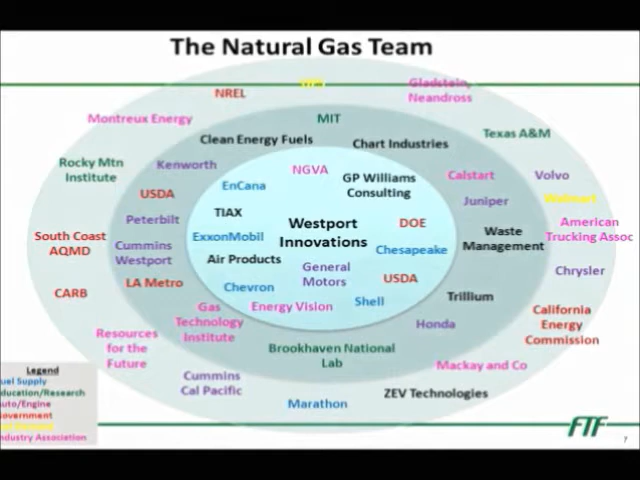 The Natural Gas Team
NREL
UPS
Gladstein,
Neandross
Montreux Energy
MIT
Clean Energy Fuels
Chart Industries
Texas A&M
Rocky Mtn
Institute
Kenworth
NGVA
Calstart
Volvo
EnCana
GP Williams
Consulting
USDA
Juniper
Walmart
TIAX
Peterbilt
Westport
Innovations
DOE
American
Trucking Assoc
South Coast
AQMD
Cummins
Westport
ExxonMobil
Chesapeake
Waste
Management
Air Products
General
Motors
Chrysler
LA Metro
Chevron
USDA
CARB
Shell
Trillium
Gas
Technology
Institute
Energy Vision
Honda
California
Energy
Commission
Resources
for the
Future
Brookhaven National
Lab
Mackay and Co
Cummins
Cal Pacific
ZEV Technologies
Marathon
Legend
uel Supply
ducation/Research
uto/Engine
overnment
ndustry Association
FTF
7